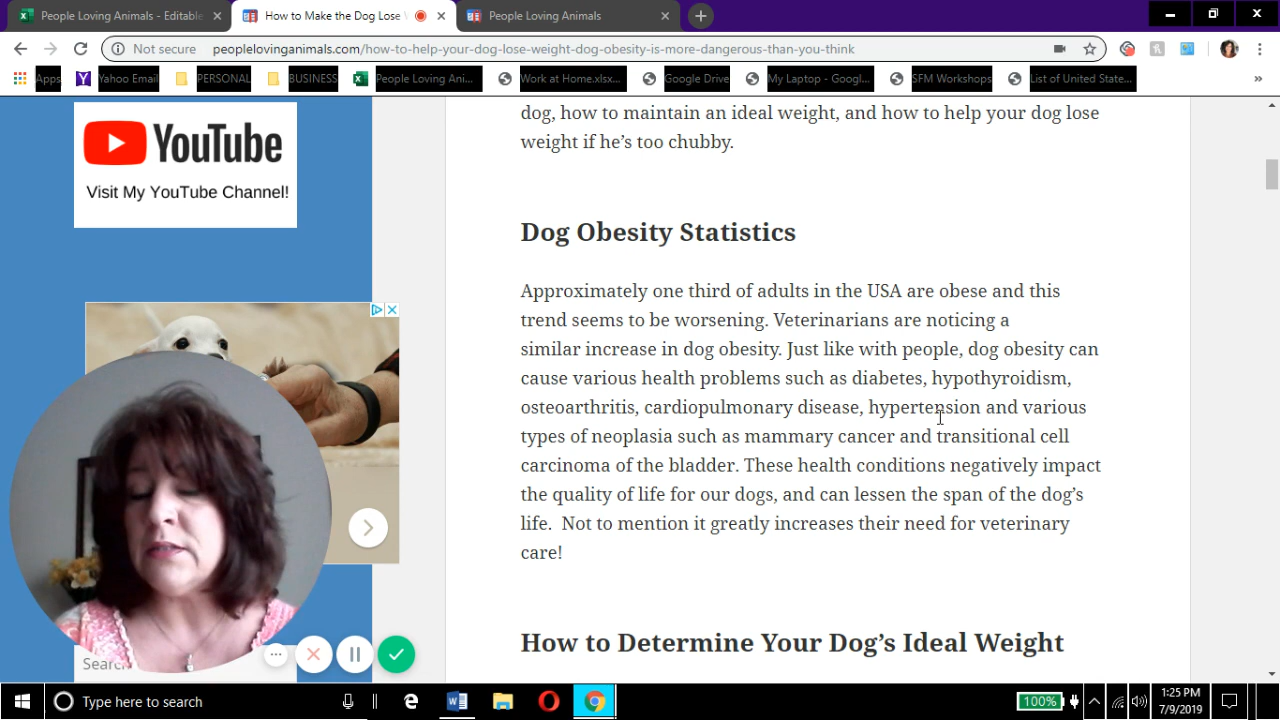 People Loving Animals - Editable
How to Make the Dog Lose W
People Loving Animals
Not secure
peoplelovinganimals.com/how-to-help-your-dog-lose-weight-dog-obesity-is-more-dangerous-than-you-think
Apps
Yahoo Email
PERSONAL
BUSINESS
People Loving Ani...
Work at Home.xlsx...
Google Drive
My Laptop - Googl...
SFM Workshops
List of United State...
»
YouTube
Visit My YouTube Channel!
dog, how to maintain an ideal weight, and how to help your dog lose
weight if he’s too chubby.
Dog Obesity Statistics
Approximately one third of adults in the USA are obese and this
trend seems to be worsening. Veterinarians are noticing a
similar increase in dog obesity. Just like with people, dog obesity can
cause various health problems such as diabetes, hypothyroidism,
osteoarthritis, cardiopulmonary disease, hypertension and various
types of neoplasia such as mammary cancer and transitional cell
carcinoma of the bladder. These health conditions negatively impact
the quality of life for our dogs, and can lessen the span of the dog’s
life.  Not to mention it greatly increases their need for veterinary
care!
How to Determine Your Dog’s Ideal Weight
Search
Type here to search
100%
1:25 PM
7/9/2019